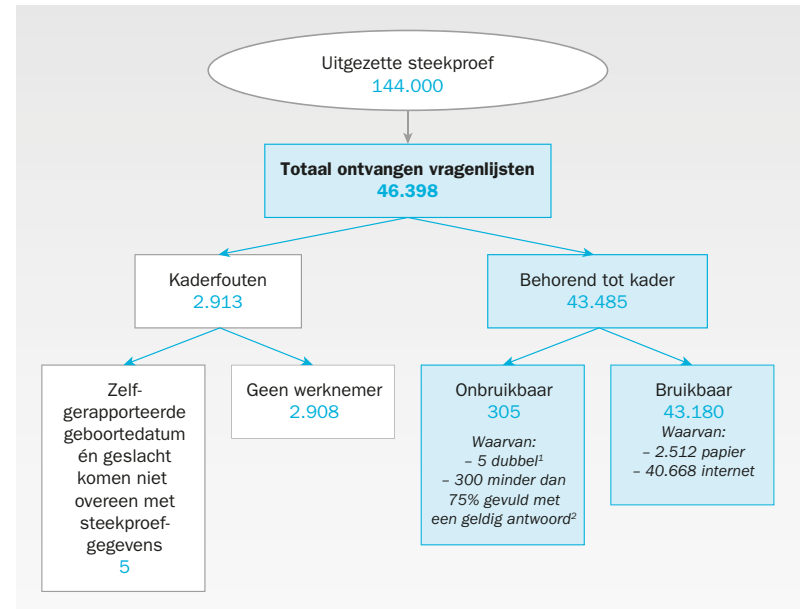 Uitgezette steekproef
144.000
Totaal ontvangen vragenlijsten
46.398
Kaderfouten
2.913
Behorend tot kader
43.485
Zelf-
gerapporteerde
geboortedatum
én geslacht
komen niet
overeen met
steekproef-
gegevens
5
Geen werknemer
2.908
Onbruikbaar
305
Waarvan:
– 5 dubbel¹
– 300 minder dan
75% gevuld met
een geldig antwoord²
Bruikbaar
43.180
Waarvan:
– 2.512 papier
– 40.668 internet